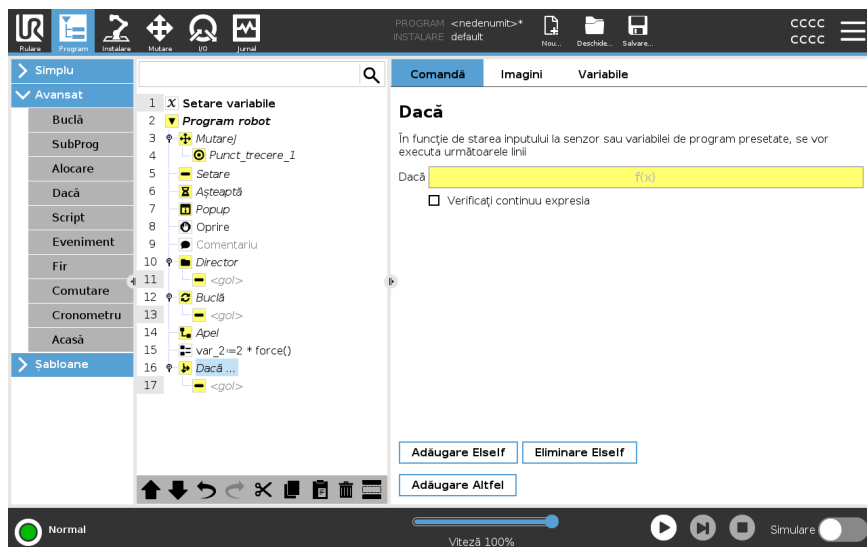 UR
PROGRAM <nedenumit>*
INSTALARE default
CCCC
CCCC
Rulare Program Instalare Mutare I/O Jurnal Nou... Deschide... Salvare...
Simplu
Avansat
Buclă
SubProg
Alocare
Dacă
Script
Eveniment
Fir
Comutare
Cronometru
Acasă
Șabloane
1 X Setare variabile
2 Program robot
3 MutareJ
4 Punct_trecere_1
5 Setare
6 Așteaptă
7 Popup
8 Oprire
9 Comentariu
10 Director
11 <gol>
12 Buclă
13 <gol>
14 Apel
15 var_2:=2 * force()
16 Dacă ...
17 <gol>
Comandă Imagini Variabile
Dacă
În funcție de starea inputului la senzor sau variabilei de program presetate, se vor
executa următoarele linii
Dacă f(x)
Verificați continuu expresia
Adăugare ElseIf Eliminare ElseIf
Adăugare Altfel
Normal
Viteză 100%
Simulare